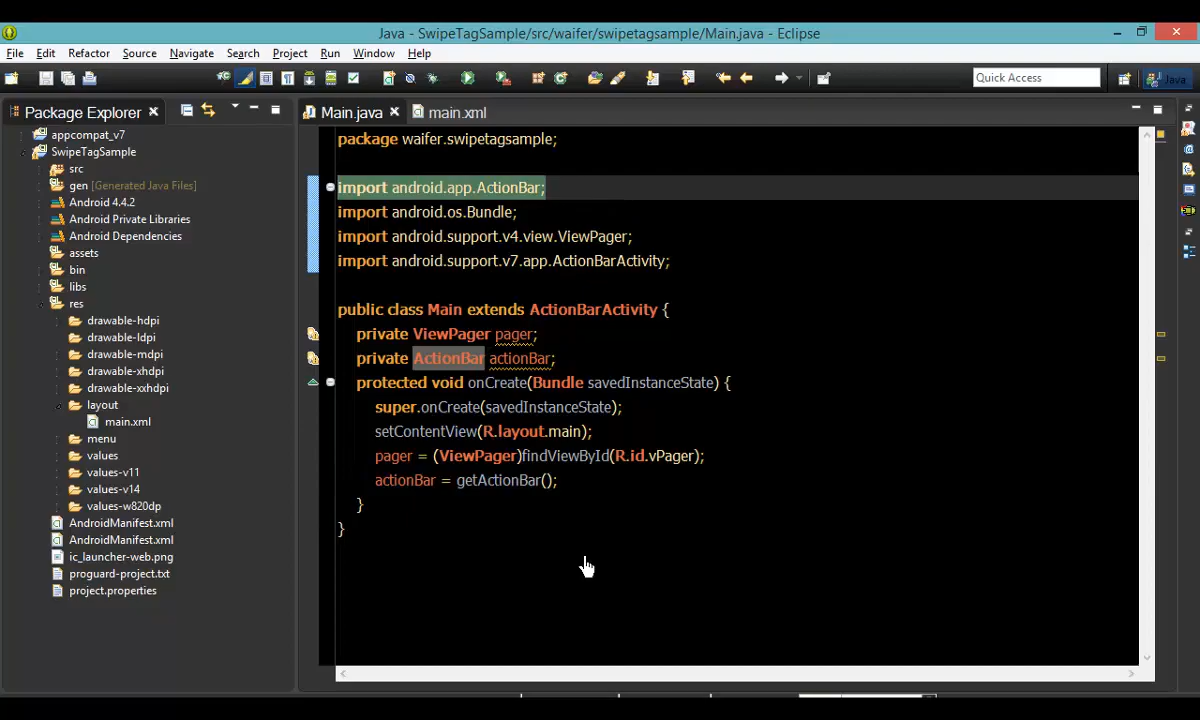 Java - SwipeTagSample/src/waifer/swipetagsample/Main.java - Eclipse
File Edit Refactor Source Navigate Search Project Run Window Help
Quick Access
Java
Package Explorer
Main.java
main.xml
appcompat_v7
SwipeTagSample
src
gen [Generated Java Files]
Android 4.4.2
Android Private Libraries
Android Dependencies
assets
bin
libs
res
drawable-hdpi
drawable-ldpi
drawable-mdpi
drawable-xhdpi
drawable-xxhdpi
layout
main.xml
menu
values
values-v11
values-v14
values-w820dp
AndroidManifest.xml
AndroidManifest.xml
ic_launcher-web.png
proguard-project.txt
project.properties
package waifer.swipetagsample;
import android.app.ActionBar;
import android.os.Bundle;
import android.support.v4.view.ViewPager;
import android.support.v7.app.ActionBarActivity;
public class Main extends ActionBarActivity {
private ViewPager pager;
private ActionBar actionBar;
protected void onCreate(Bundle savedInstanceState) {
super.onCreate(savedInstanceState);
setContentView(R.layout.main);
pager = (ViewPager)findViewById(R.id.vPager);
actionBar = getActionBar();
}
}